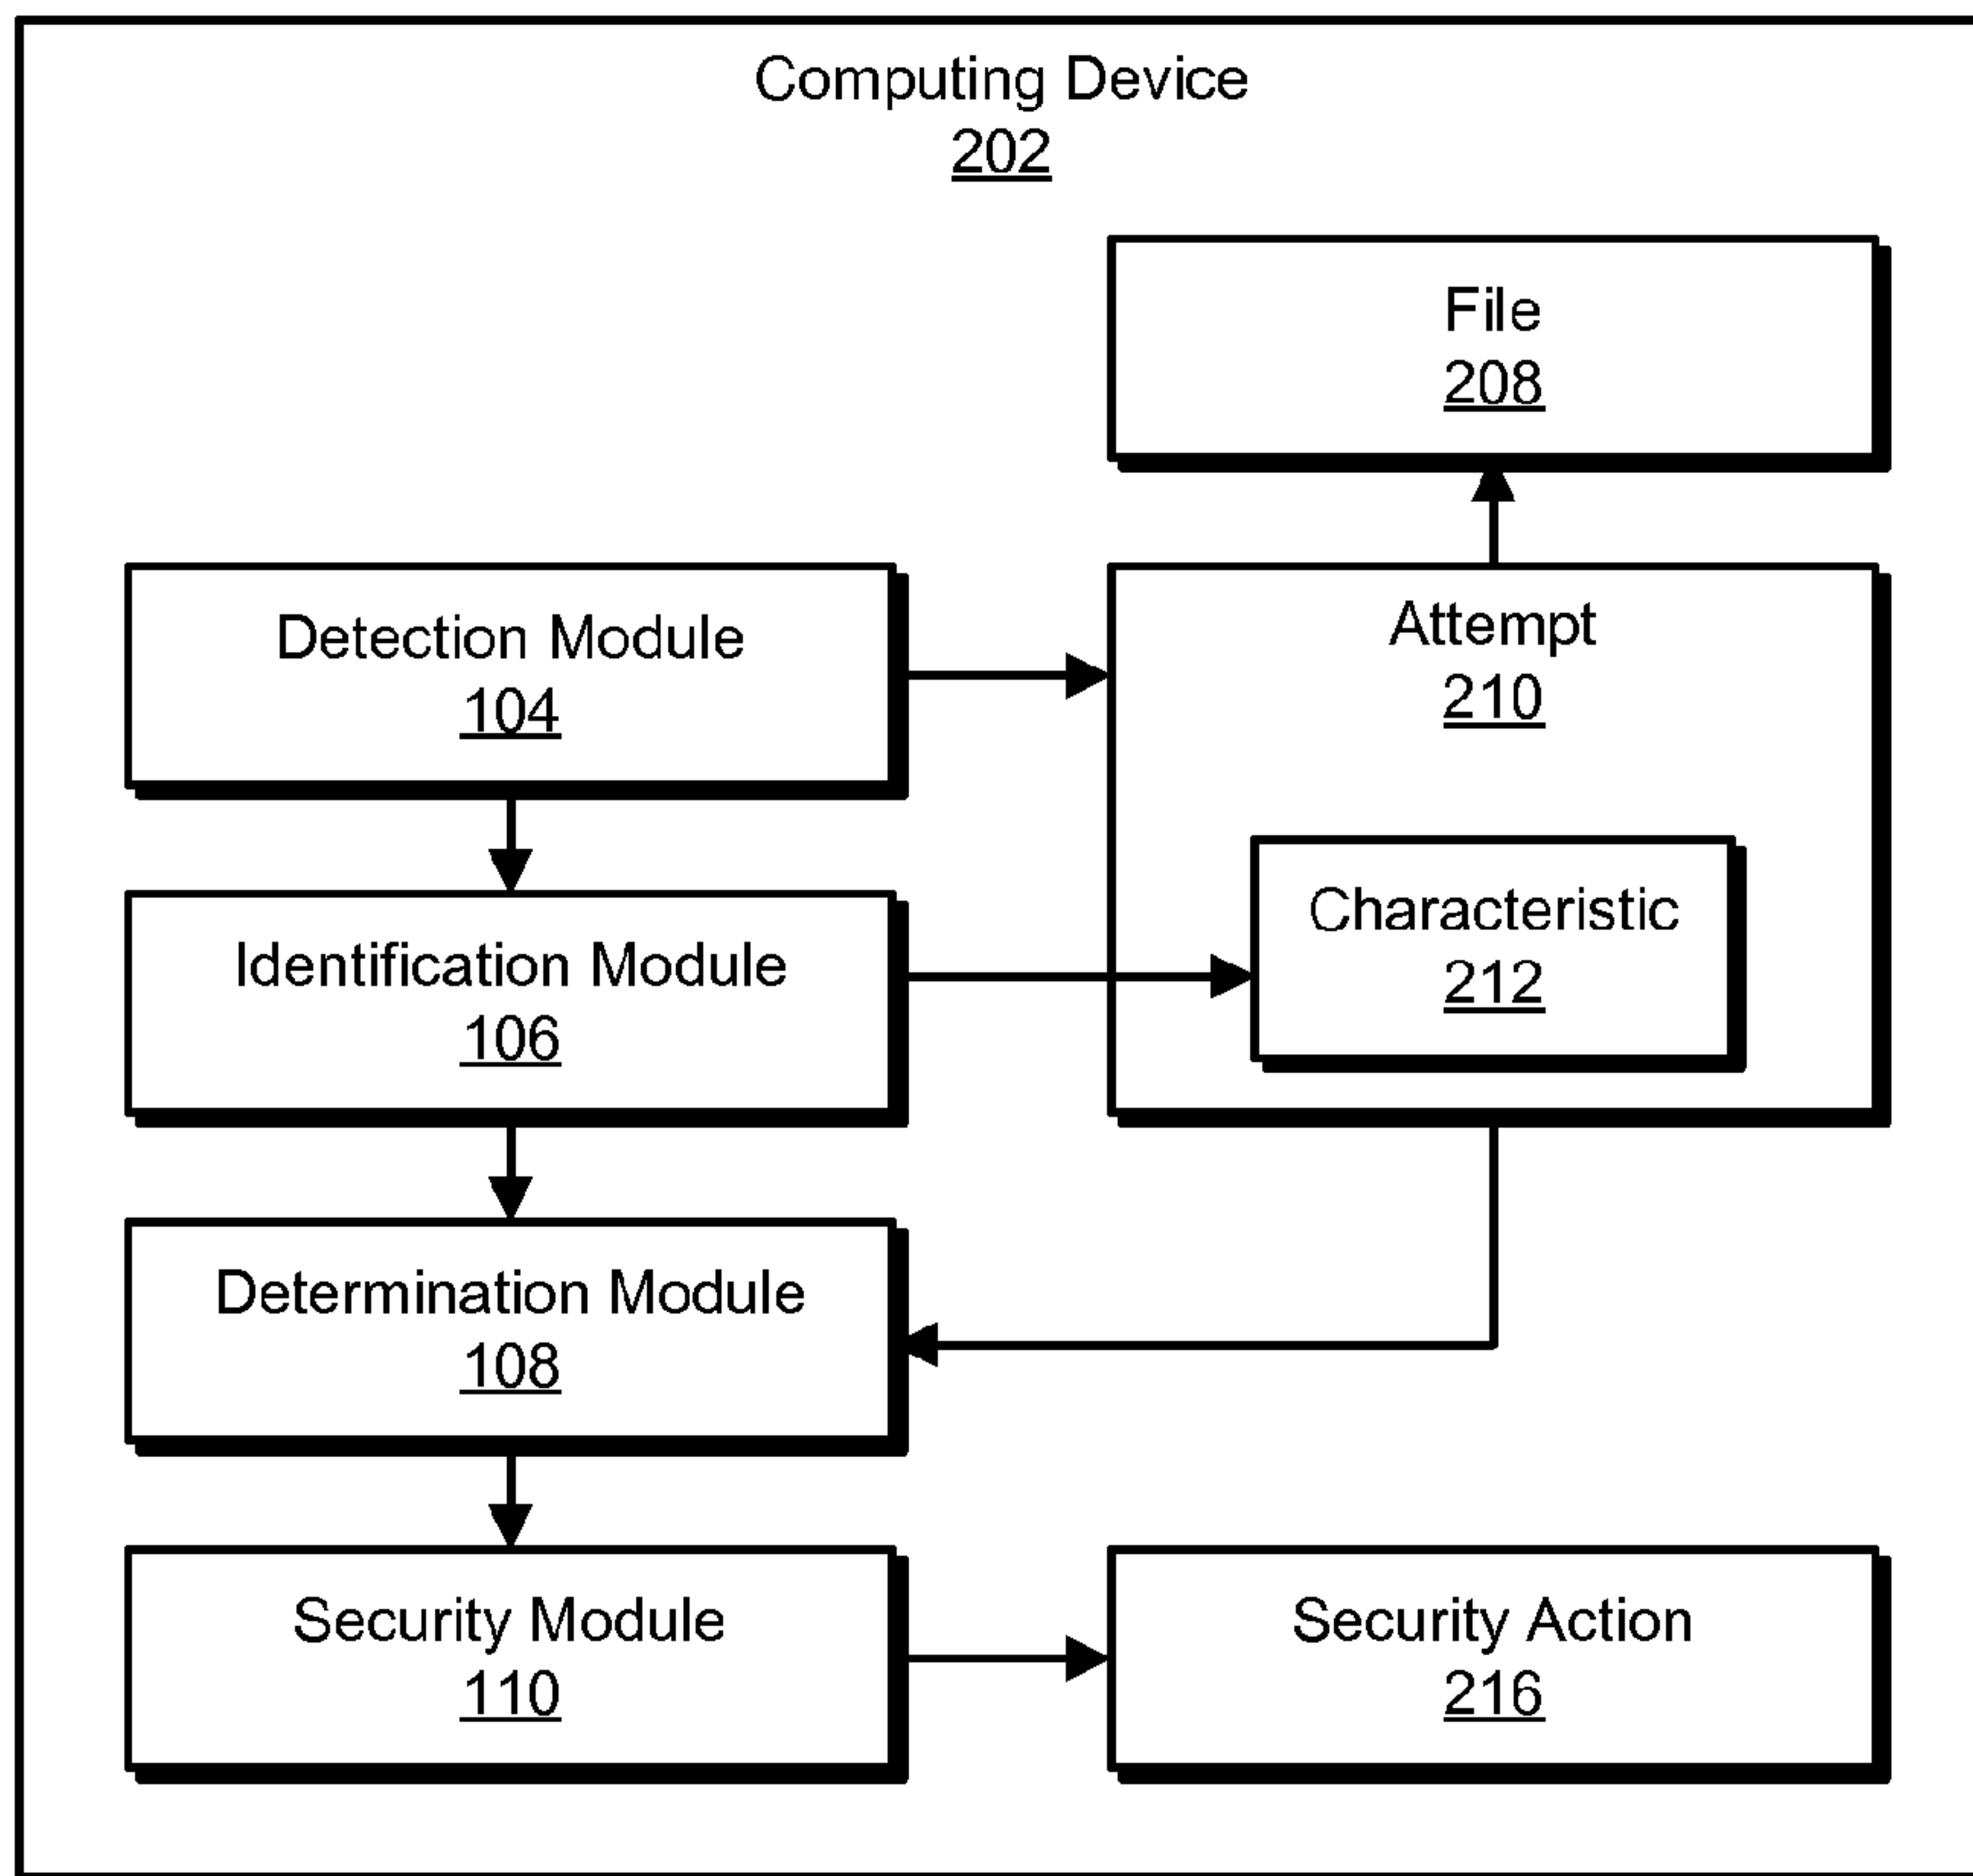 Computing Device
202
File
208
Detection Module
104
Attempt
210
Identification Module
106
Characteristic
212
Determination Module
108
Security Module
110
Security Action
216